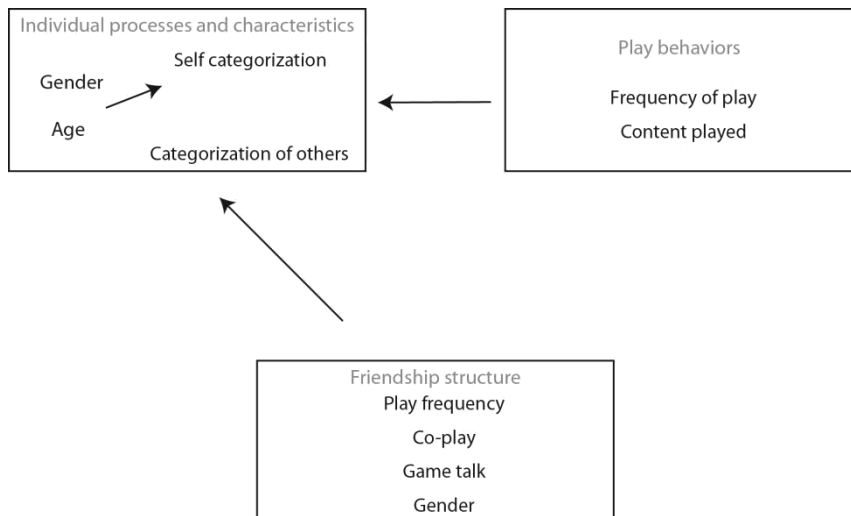 Individual processes and characteristics
Self categorization
Gender
Age
Categorization of others
Play behaviors
Frequency of play
Content played
Friendship structure
Play frequency
Co-play
Game talk
Gender